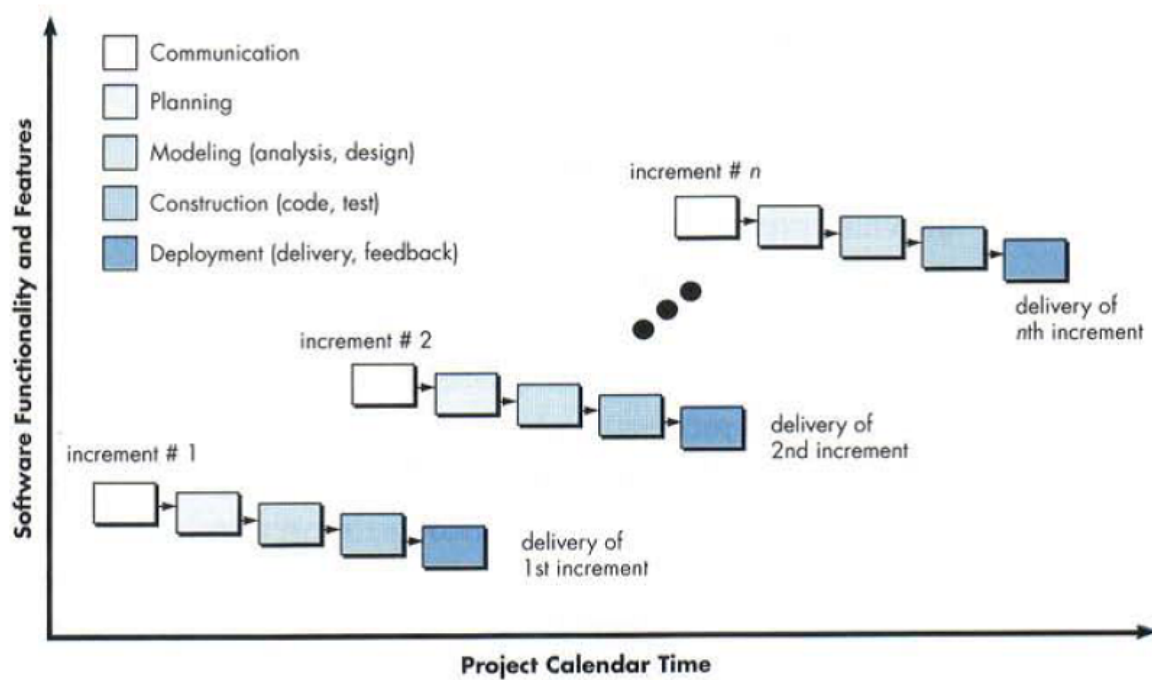 Communication
Planning
Modeling (analysis, design)
Construction (code, test)
Deployment (delivery, feedback)
increment # n
delivery of
nth increment
increment # 2
delivery of
2nd increment
increment # 1
delivery of
1st increment
Software Functionality and Features
Project Calendar Time